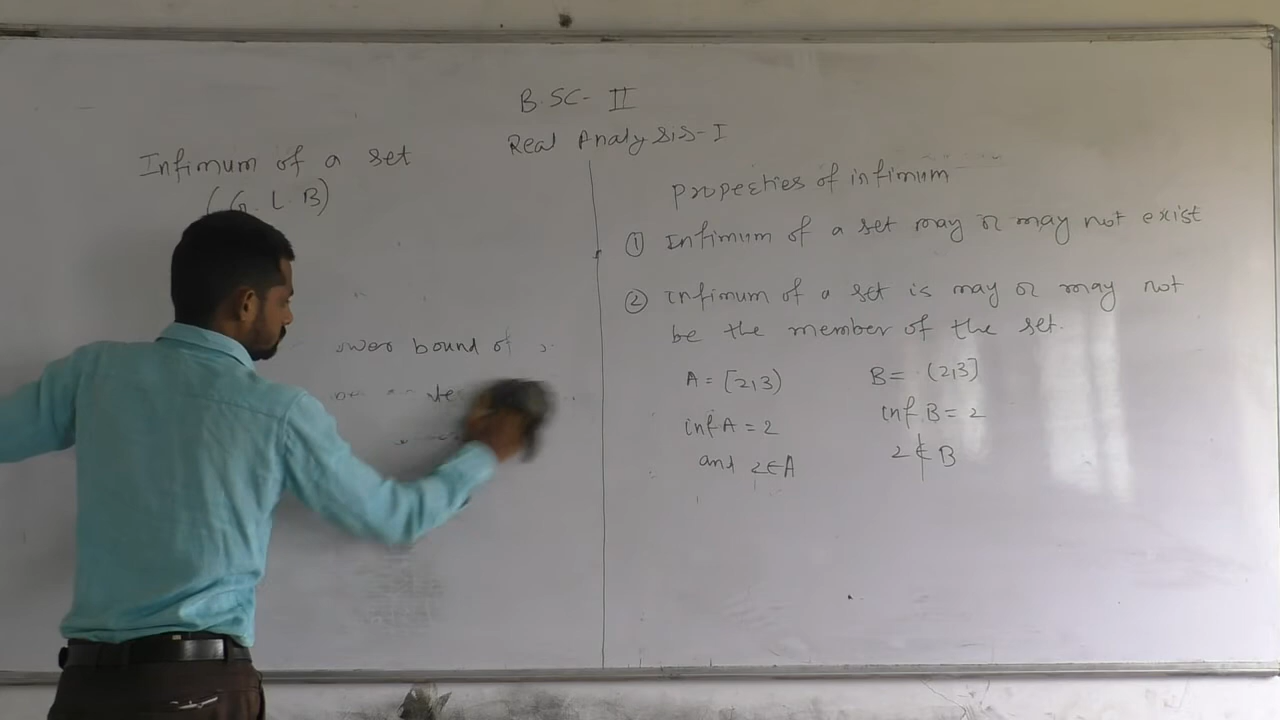 B.SC- II
Real Analysis-I
Infimum of a set
(G.L.B)
bound of
Properties of infimum
① Infimum of a set may or may not exist
② infimum of a set is may or may not
be the member of the set.
A = [2,3)
B = (2,3]
inf A = 2
inf B = 2
and 2∈A
2∉B